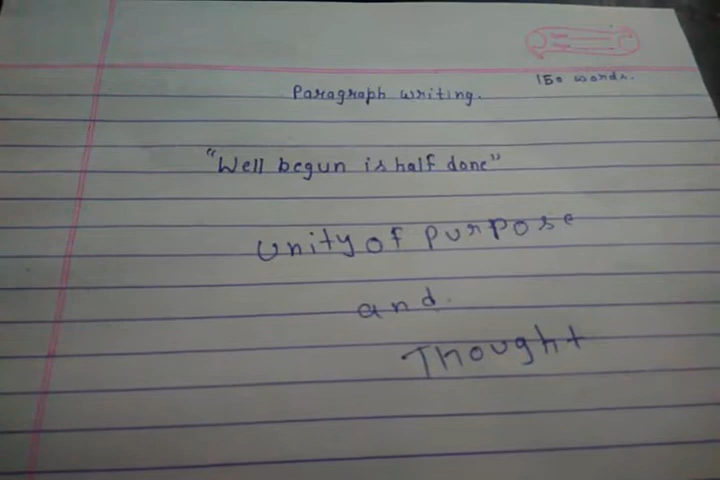 150 words.
Paragraph writing.
"Well begun is half done"
Unity of purpose
and.
Thought